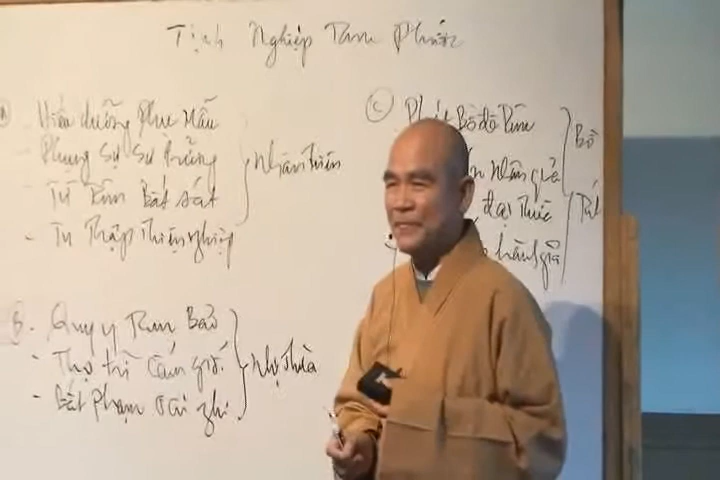 Tịnh Nghiệp Tam Phước
A
Hiếu dưỡng Phụ Mẫu
- Phụng Sự Sư trưởng
- Từ Tâm Bất sát
- Tu Thập Thiện nghiệp
Nhân Thiên
B. Quy y Tam Bảo
- Thọ trì cấm giới
- Bất phạm oai nghi
Nhị thừa
C Phát Bồ đề Tâm
nhân quả
đại Thừa
hành giả
Bồ
Tát